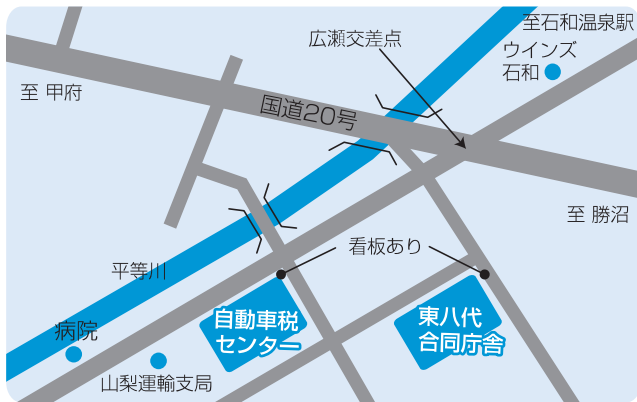 至石和温泉駅
広瀬交差点
ウインズ
石和
至 甲府
国道20号
至 勝沼
看板あり
平等川
自動車税
センター
東八代
合同庁舎
病院
山梨運輸支局